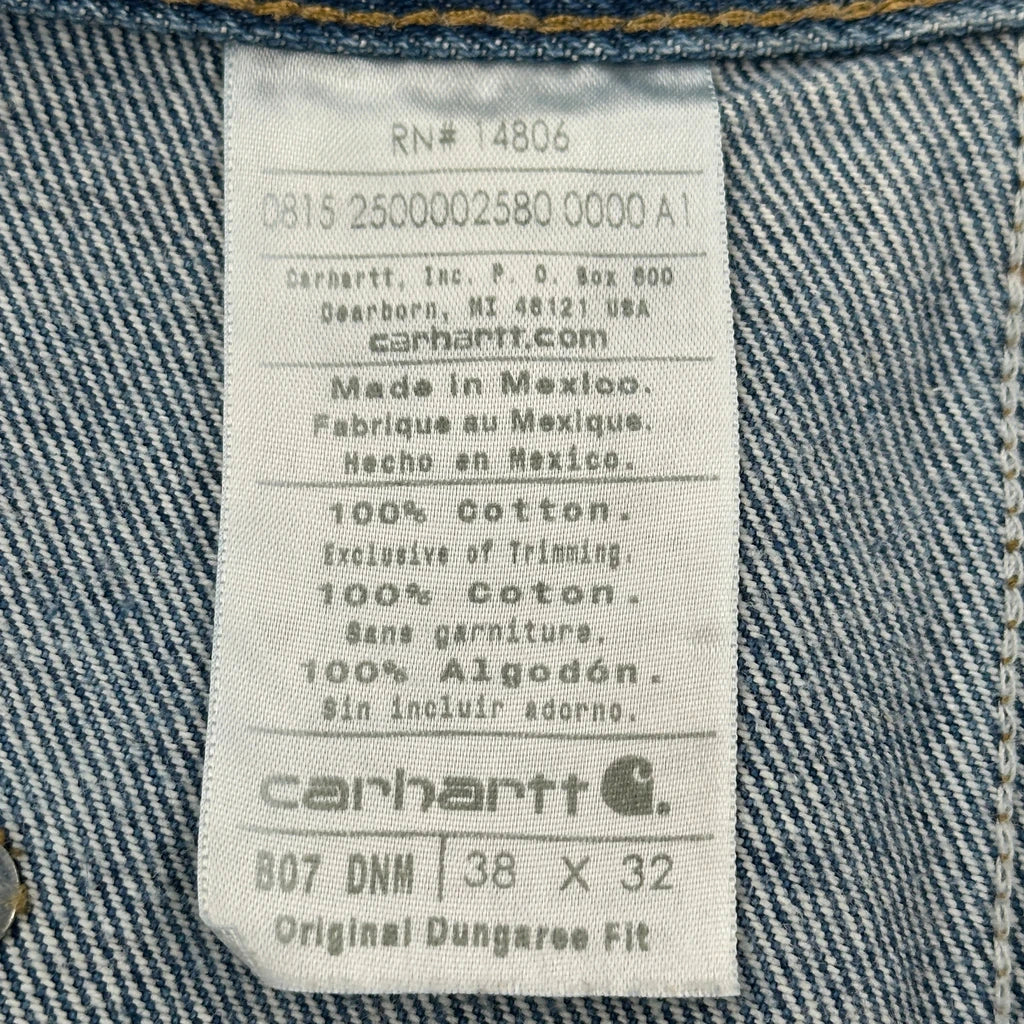 RN# 14806
0815 2500002580 0000 A1
Carhartt, Inc. P. O. Box 600
Dearborn, MI 48121 USA
carhartt.com
Made in Mexico.
Fabrique au Mexique.
Hecho en Mexico.
100% Cotton.
Exclusive of Trimming.
100% Coton.
Sans garniture.
100% Algodón.
Sin incluir adorno.
carhartt
B07 DNM | 38 X 32
Original Dungaree Fit